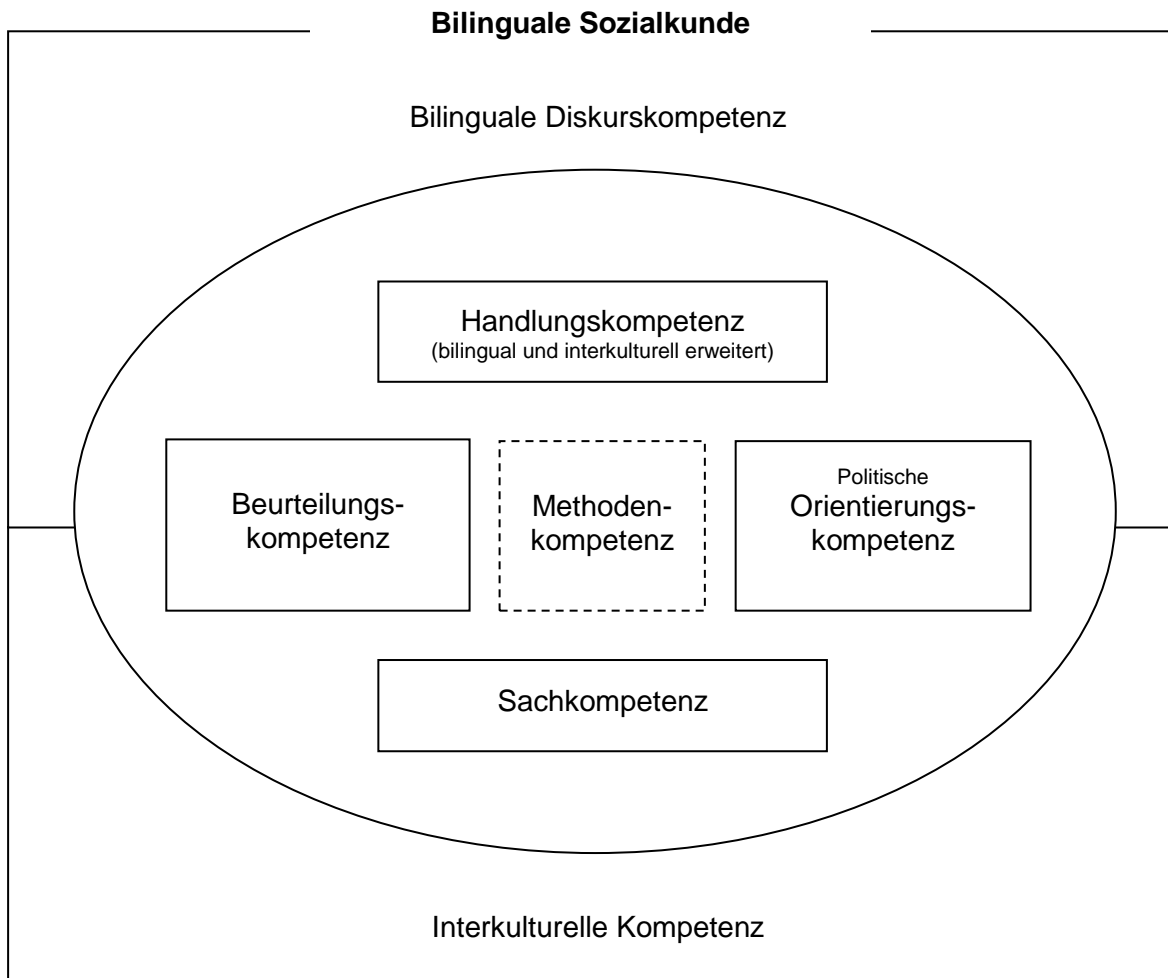 Bilinguale Sozialkunde
Bilinguale Diskurskompetenz
Handlungskompetenz
(bilingual und interkulturell erweitert)
Beurteilungs-
kompetenz
Methoden-
kompetenz
Politische
Orientierungs-
kompetenz
Sachkompetenz
Interkulturelle Kompetenz